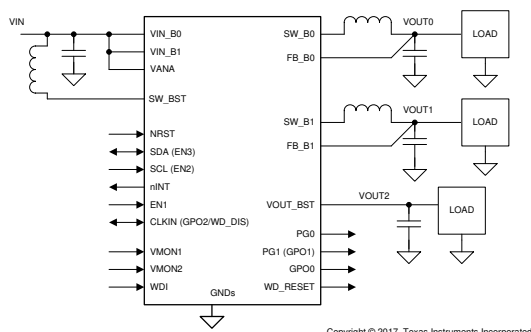 VIN
VIN_B0
VIN_B1
VANA
SW_BST
NRST
SDA (EN3)
SCL (EN2)
nINT
EN1
CLKIN (GPO2/WD_DIS)
VMON1
VMON2
WDI
GNDs
SW_B0
FB_B0
SW_B1
FB_B1
VOUT_BST
PG0
PG1 (GPO1)
GPO0
WD_RESET
VOUT0
LOAD
VOUT1
LOAD
VOUT2
LOAD
Copyright © 2017, Texas Instruments Incorporated